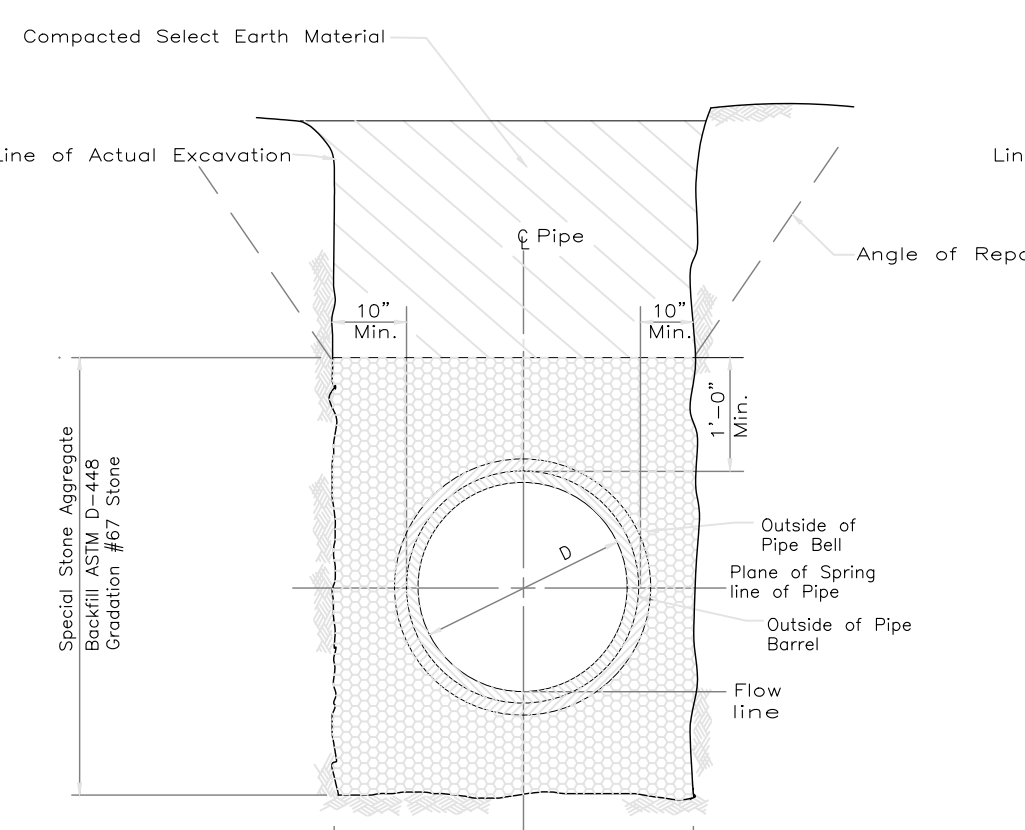 Compacted Select Earth Material
Line of Actual Excavation
Lin
℄ Pipe
Angle of Repo
10"
Min.
10"
Min.
1'-0"
Min.
Special Stone Aggregate
Backfill ASTM D-448
Gradation #67 Stone
D
Outside of
Pipe Bell
Plane of Spring
line of Pipe
Outside of Pipe
Barrel
Flow
line